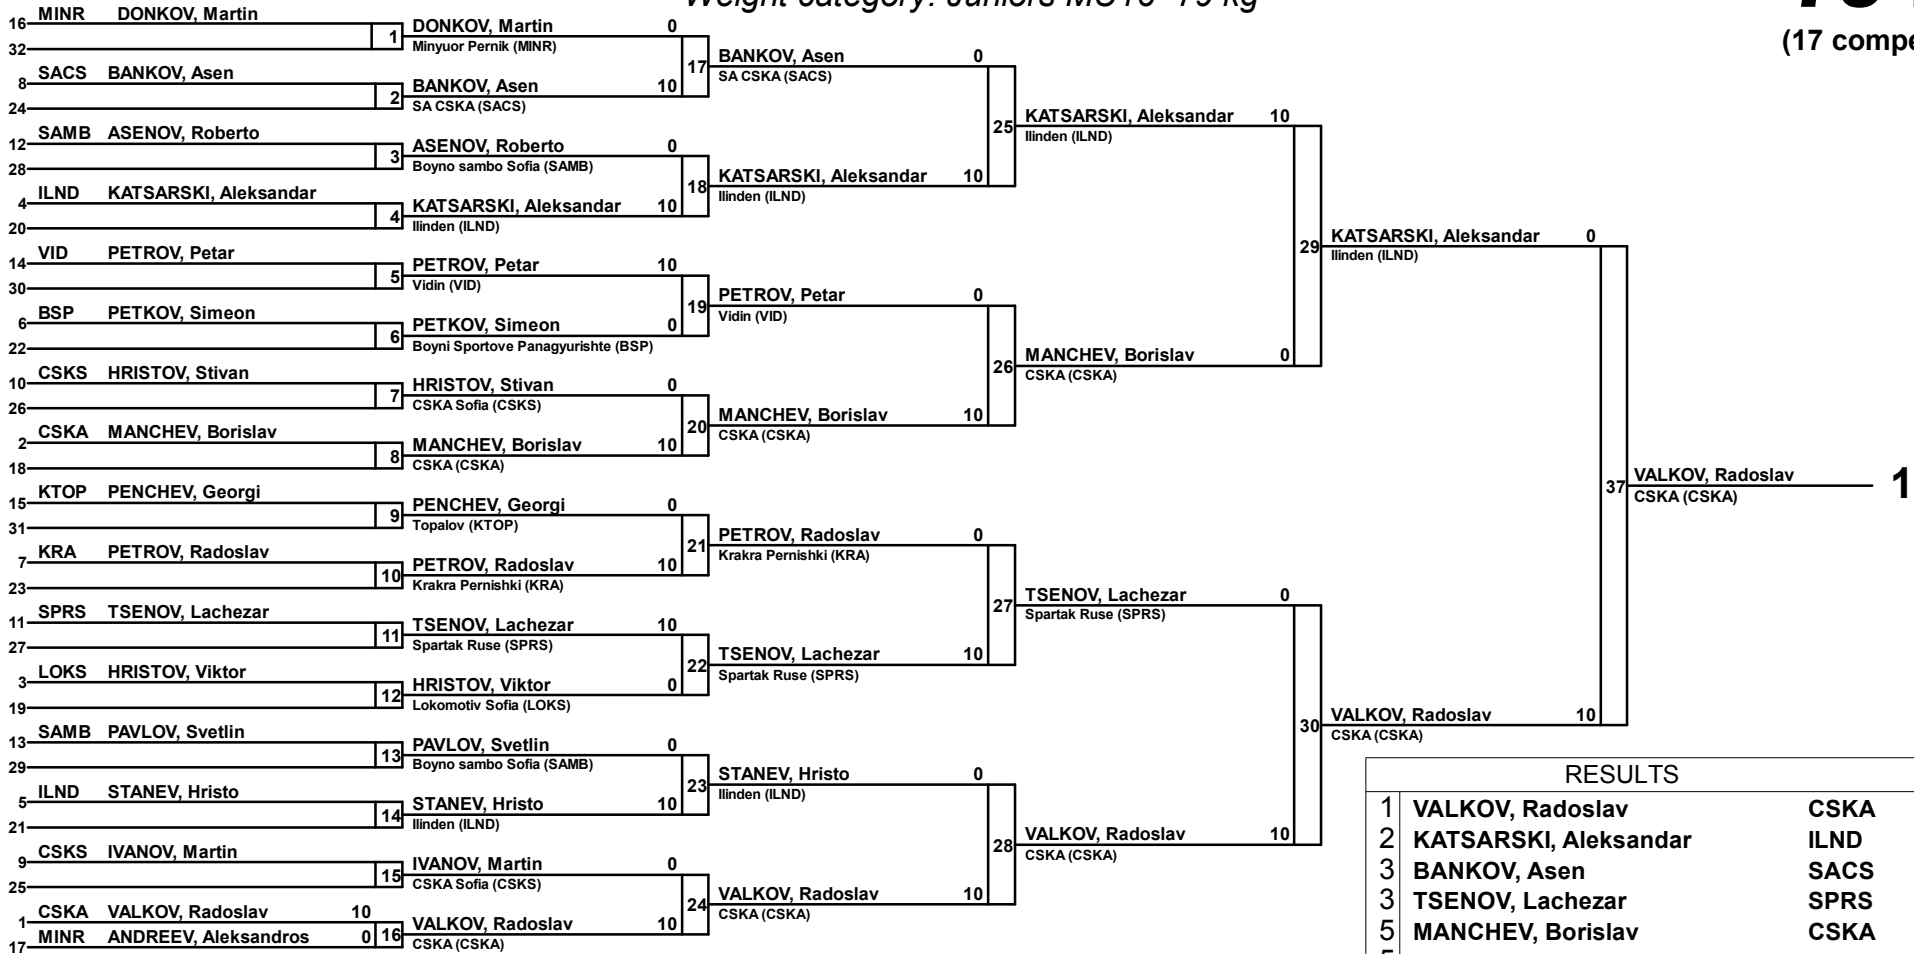 Weight category: Juniors MU16 -79 kg
(17 compe
16 MINR DONKOV, Martin
32
1 DONKOV, Martin 0
Minyuor Pernik (MINR)
8 SACS BANKOV, Asen
24
2 BANKOV, Asen 10
SA CSKA (SACS)
12 SAMB ASENOV, Roberto
28
3 ASENOV, Roberto 0
Boyno sambo Sofia (SAMB)
4 ILND KATSARSKI, Aleksandar
20
4 KATSARSKI, Aleksandar 10
Ilinden (ILND)
14 VID PETROV, Petar
30
5 PETROV, Petar 10
Vidin (VID)
6 BSP PETKOV, Simeon
22
6 PETKOV, Simeon 0
Boyni Sportove Panagyurishte (BSP)
10 CSKS HRISTOV, Stivan
26
7 HRISTOV, Stivan 0
CSKA Sofia (CSKS)
2 CSKA MANCHEV, Borislav
18
8 MANCHEV, Borislav 10
CSKA (CSKA)
15 KTOP PENCHEV, Georgi
31
9 PENCHEV, Georgi 0
Topalov (KTOP)
7 KRA PETROV, Radoslav
23
10 PETROV, Radoslav 10
Krakra Pernishki (KRA)
11 SPRS TSENOV, Lachezar
27
11 TSENOV, Lachezar 10
Spartak Ruse (SPRS)
3 LOKS HRISTOV, Viktor
19
12 HRISTOV, Viktor 0
Lokomotiv Sofia (LOKS)
13 SAMB PAVLOV, Svetlin
29
13 PAVLOV, Svetlin 0
Boyno sambo Sofia (SAMB)
5 ILND STANEV, Hristo
21
14 STANEV, Hristo 10
Ilinden (ILND)
9 CSKS IVANOV, Martin
25
15 IVANOV, Martin 0
CSKA Sofia (CSKS)
1 CSKA VALKOV, Radoslav 10
17 MINR ANDREEV, Aleksandros 0
16 VALKOV, Radoslav 10
CSKA (CSKA)
17 BANKOV, Asen 0
SA CSKA (SACS)
18 KATSARSKI, Aleksandar 10
Ilinden (ILND)
19 PETROV, Petar 0
Vidin (VID)
20 MANCHEV, Borislav 10
CSKA (CSKA)
21 PETROV, Radoslav 0
Krakra Pernishki (KRA)
22 TSENOV, Lachezar 10
Spartak Ruse (SPRS)
23 STANEV, Hristo 0
Ilinden (ILND)
24 VALKOV, Radoslav 10
CSKA (CSKA)
25 KATSARSKI, Aleksandar 10
Ilinden (ILND)
26 MANCHEV, Borislav 0
CSKA (CSKA)
27 TSENOV, Lachezar 0
Spartak Ruse (SPRS)
28 VALKOV, Radoslav 10
CSKA (CSKA)
29 KATSARSKI, Aleksandar 0
Ilinden (ILND)
30 VALKOV, Radoslav 10
CSKA (CSKA)
37 VALKOV, Radoslav 1
CSKA (CSKA)
RESULTS
1 VALKOV, Radoslav CSKA
2 KATSARSKI, Aleksandar ILND
3 BANKOV, Asen SACS
3 TSENOV, Lachezar SPRS
5 MANCHEV, Borislav CSKA